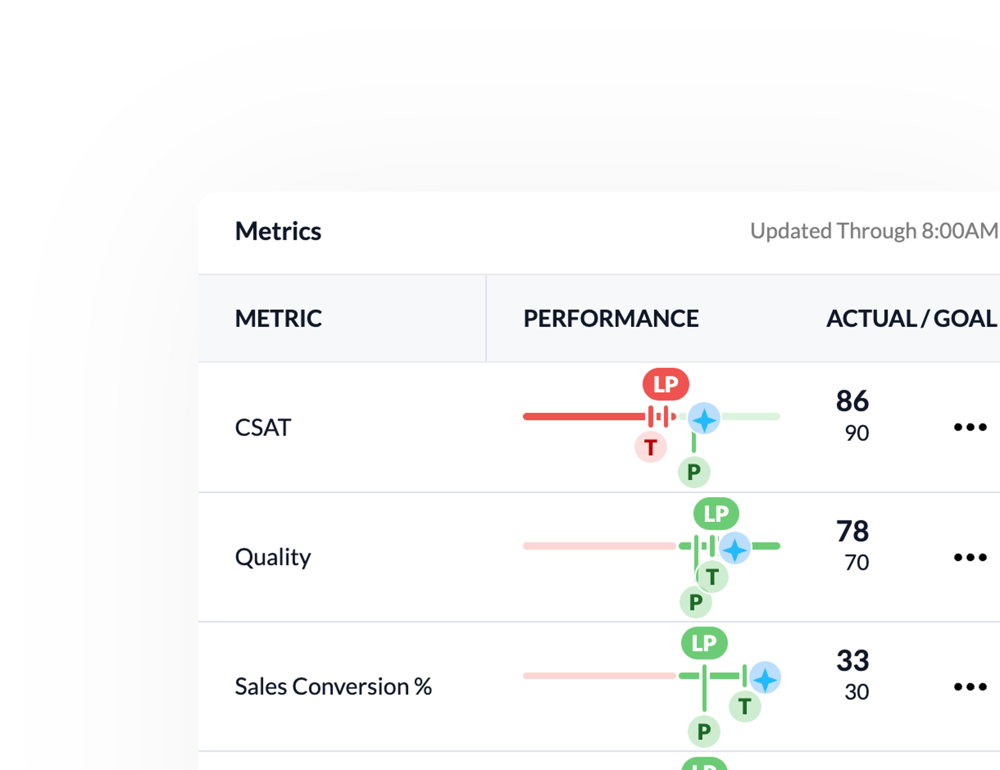 Metrics
Updated Through 8:00AM
METRIC
PERFORMANCE
ACTUAL / GOAL
LP
CSAT
86
90
T
P
LP
Quality
78
70
T
P
LP
Sales Conversion %
33
30
T
P
LP